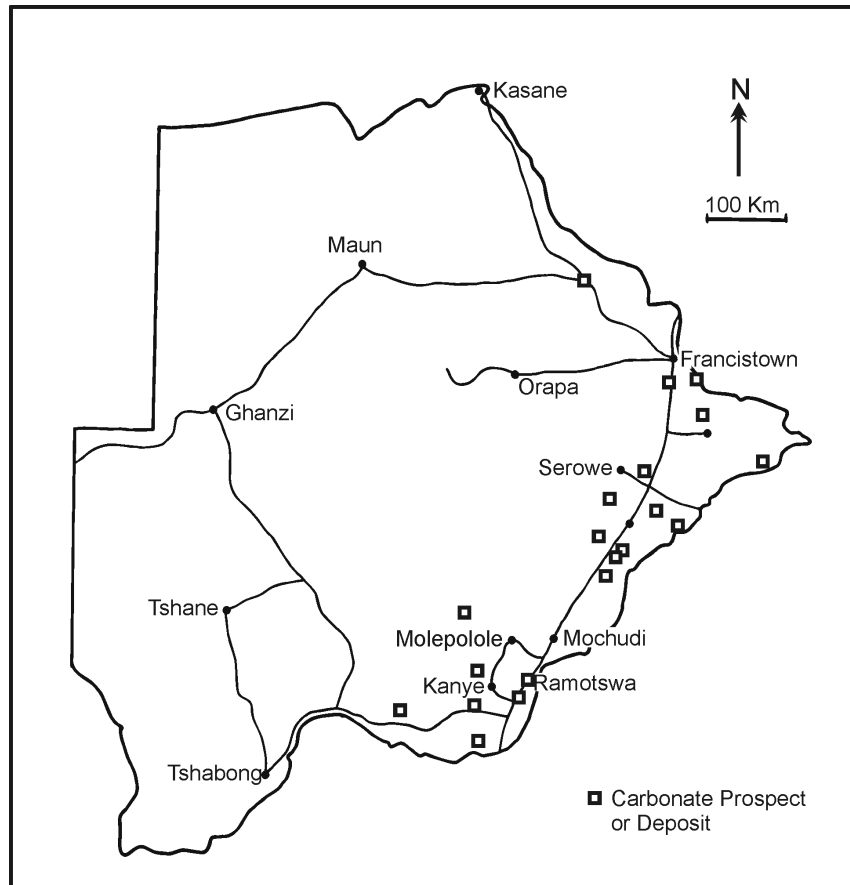 Kasane
N
100 Km
Maun
Francistown
Orapa
Ghanzi
Serowe
Tshane
Molepolole
Mochudi
Kanye
Ramotswa
Tshabong
Carbonate Prospect
or Deposit